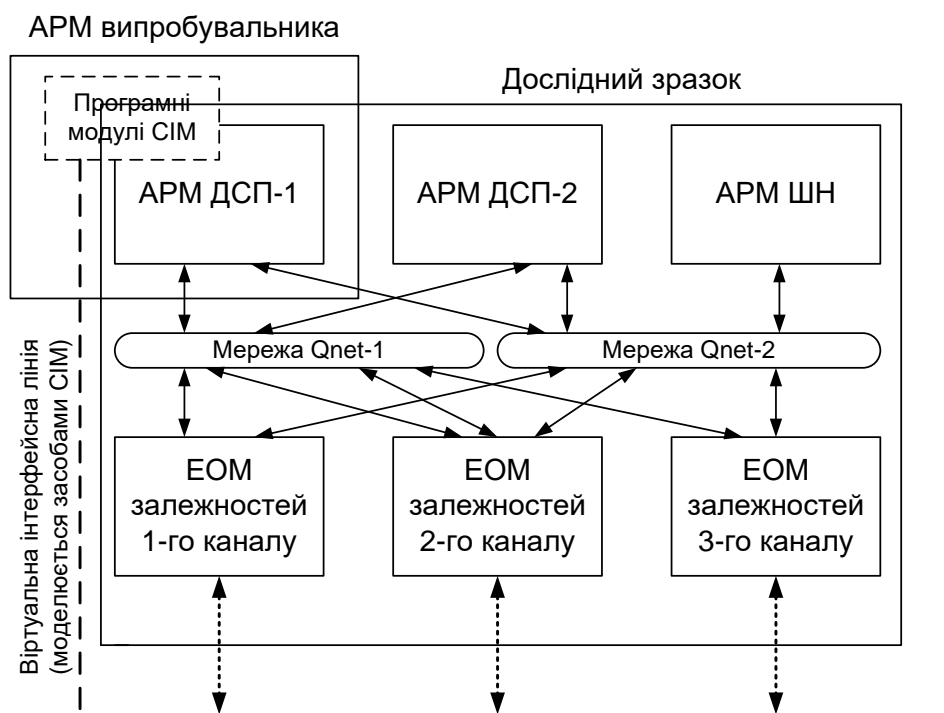 АРМ випробувальника
Дослідний зразок
Програмні
модулі СІМ
АРМ ДСП-1
АРМ ДСП-2
АРМ ШН
Мережа Qnet-1
Мережа Qnet-2
Віртуальна інтерфейсна лінія
(моделюється засобами СІМ)
ЕОМ
залежностей
1-го каналу
ЕОМ
залежностей
2-го каналу
ЕОМ
залежностей
3-го каналу